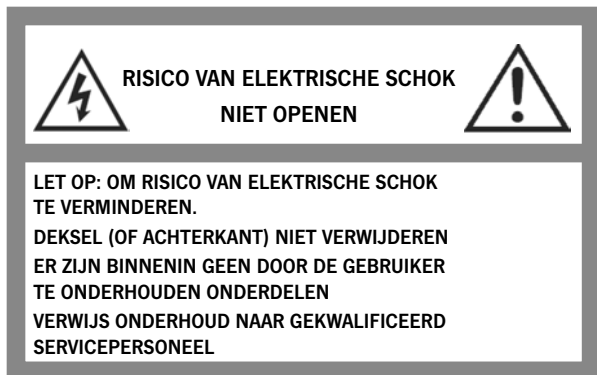 RISICO VAN ELEKTRISCHE SCHOK
NIET OPENEN
LET OP: OM RISICO VAN ELEKTRISCHE SCHOK
TE VERMINDEREN.
DEKSEL (OF ACHTERKANT) NIET VERWIJDEREN
ER ZIJN BINNENIN GEEN DOOR DE GEBRUIKER
TE ONDERHOUDEN ONDERDELEN
VERWIJS ONDERHOUD NAAR GEKWALIFICEERD
SERVICEPERSONEEL